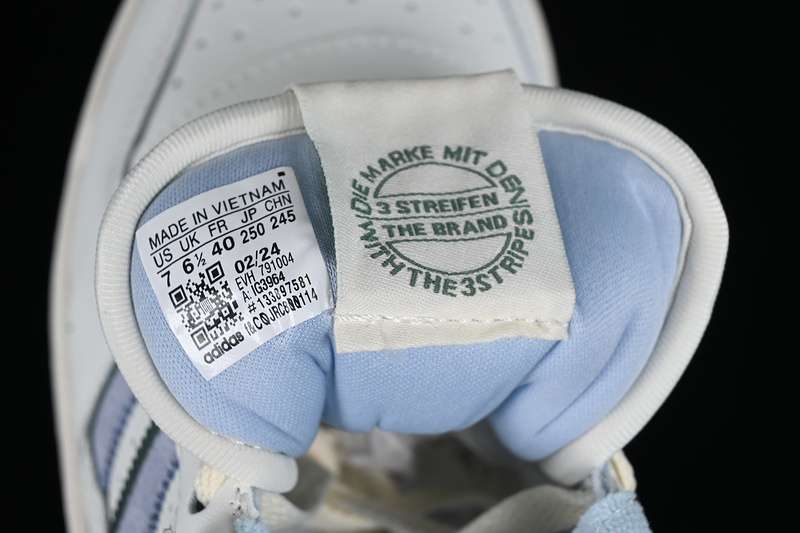 MADE IN VIETNAM
US UK FR JP CHN
7 6½ 40 250 245
02/24
EVH 791004
A: IG3964
#133897581
adidas
DIE MARKE MIT DEN
3 STREIFEN
THE BRAND
WITH THE 3 STRIPES